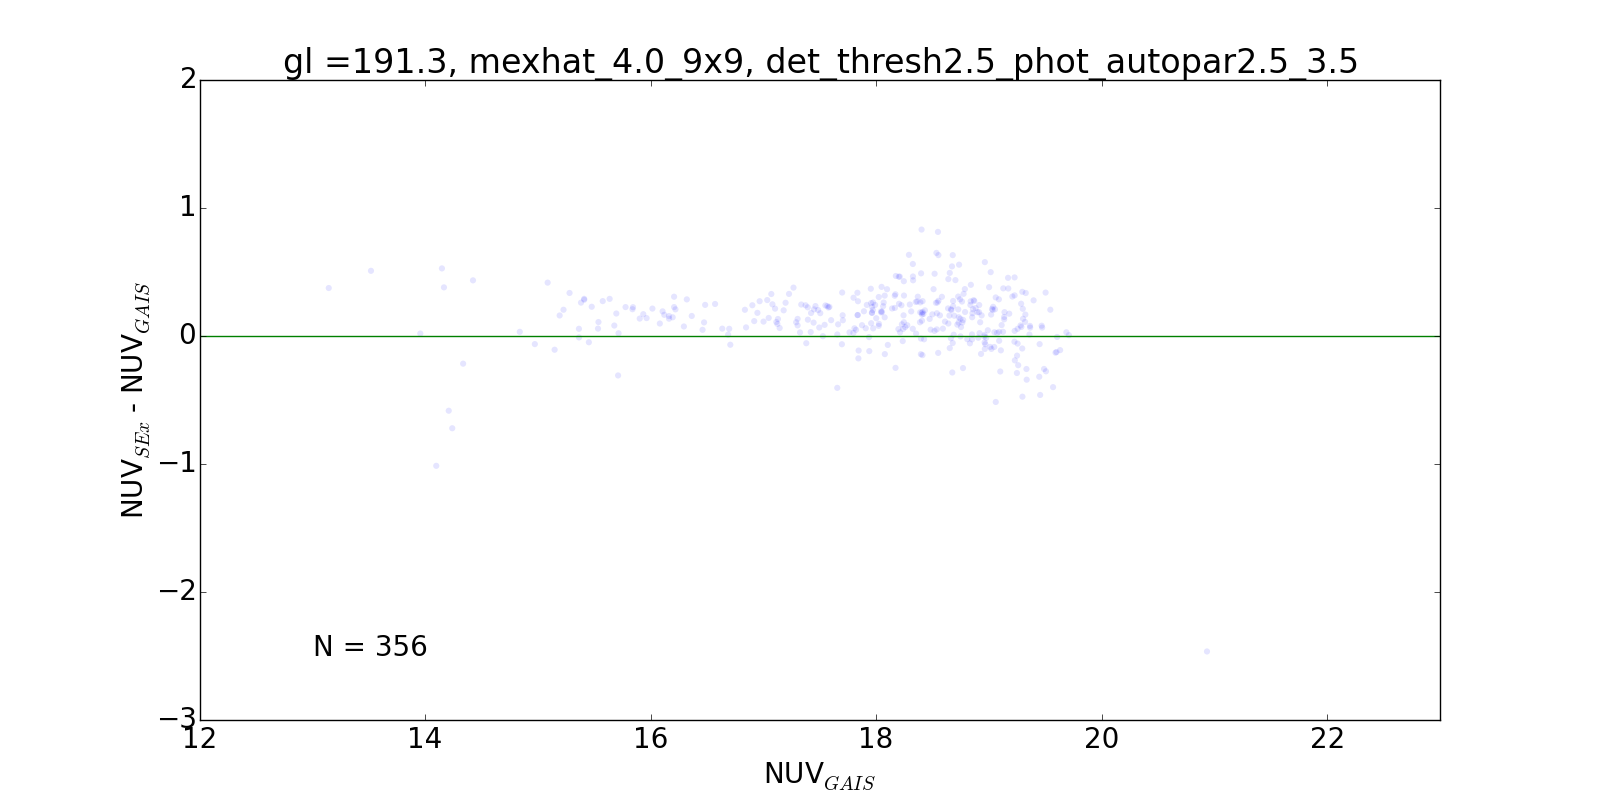 gl =191.3, mexhat_4.0_9x9, det_thresh2.5_phot_autopar2.5_3.5
2
1
0
−1
−2
−3
NUV_SEx - NUV_GAIS
N = 356
12 14 16 18 20 22
NUV_GAIS